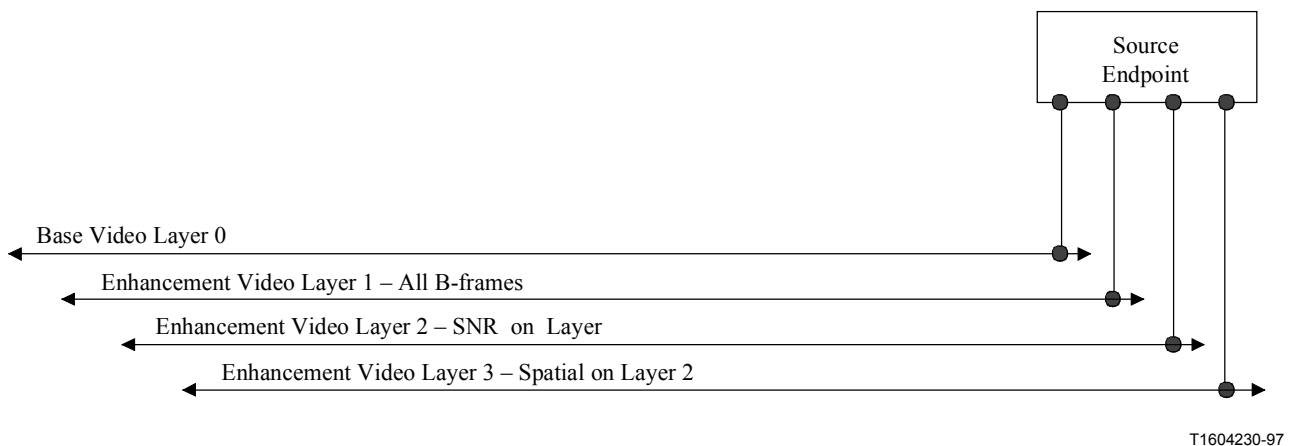 Source
Endpoint
Base Video Layer 0
Enhancement Video Layer 1 – All B-frames
Enhancement Video Layer 2 – SNR on Layer
Enhancement Video Layer 3 – Spatial on Layer 2
T1604230-97